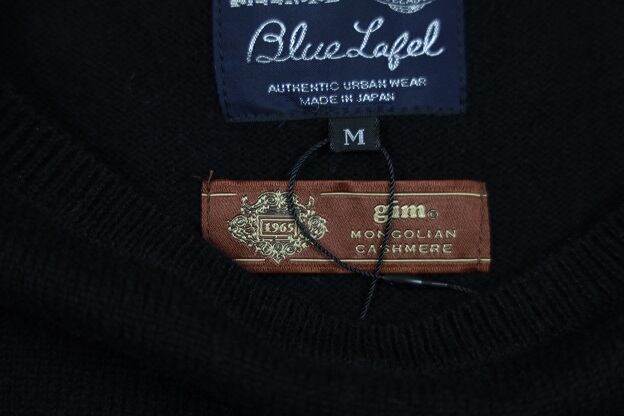 Blue Lafel
AUTHENTIC URBAN WEAR
MADE IN JAPAN
M
1965
gim
MONGOLIAN
CASHMERE